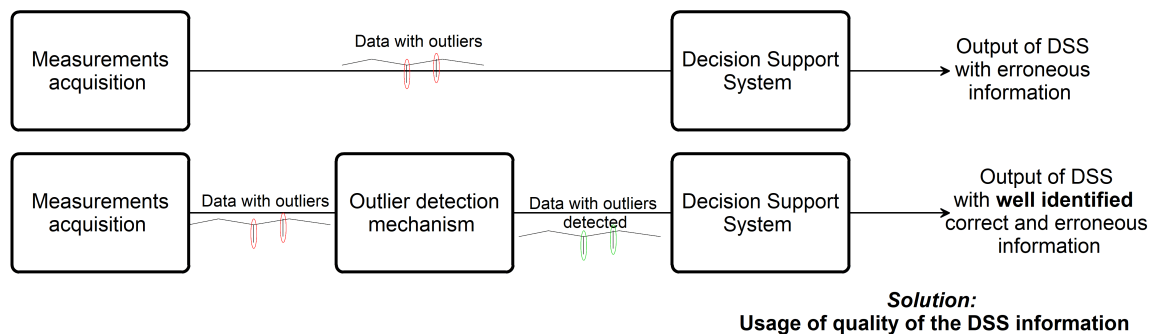 Measurements
acquisition
Data with outliers
Decision Support
System
Output of DSS
with erroneous
information
Measurements
acquisition
Data with outliers
Outlier detection
mechanism
Data with outliers
detected
Decision Support
System
Output of DSS
with well identified
correct and erroneous
information
Solution:
Usage of quality of the DSS information